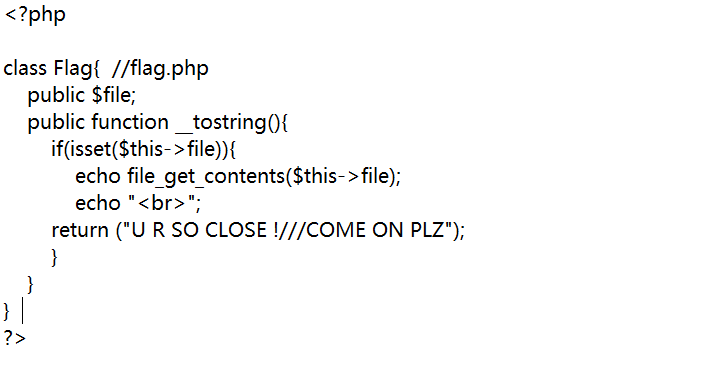 <?php
class Flag{  //flag.php
    public $file;
    public function __tostring(){
        if(isset($this->file)){
            echo file_get_contents($this->file);
            echo "<br>";
        return ("U R SO CLOSE !///COME ON PLZ");
        }
    }
}
?>